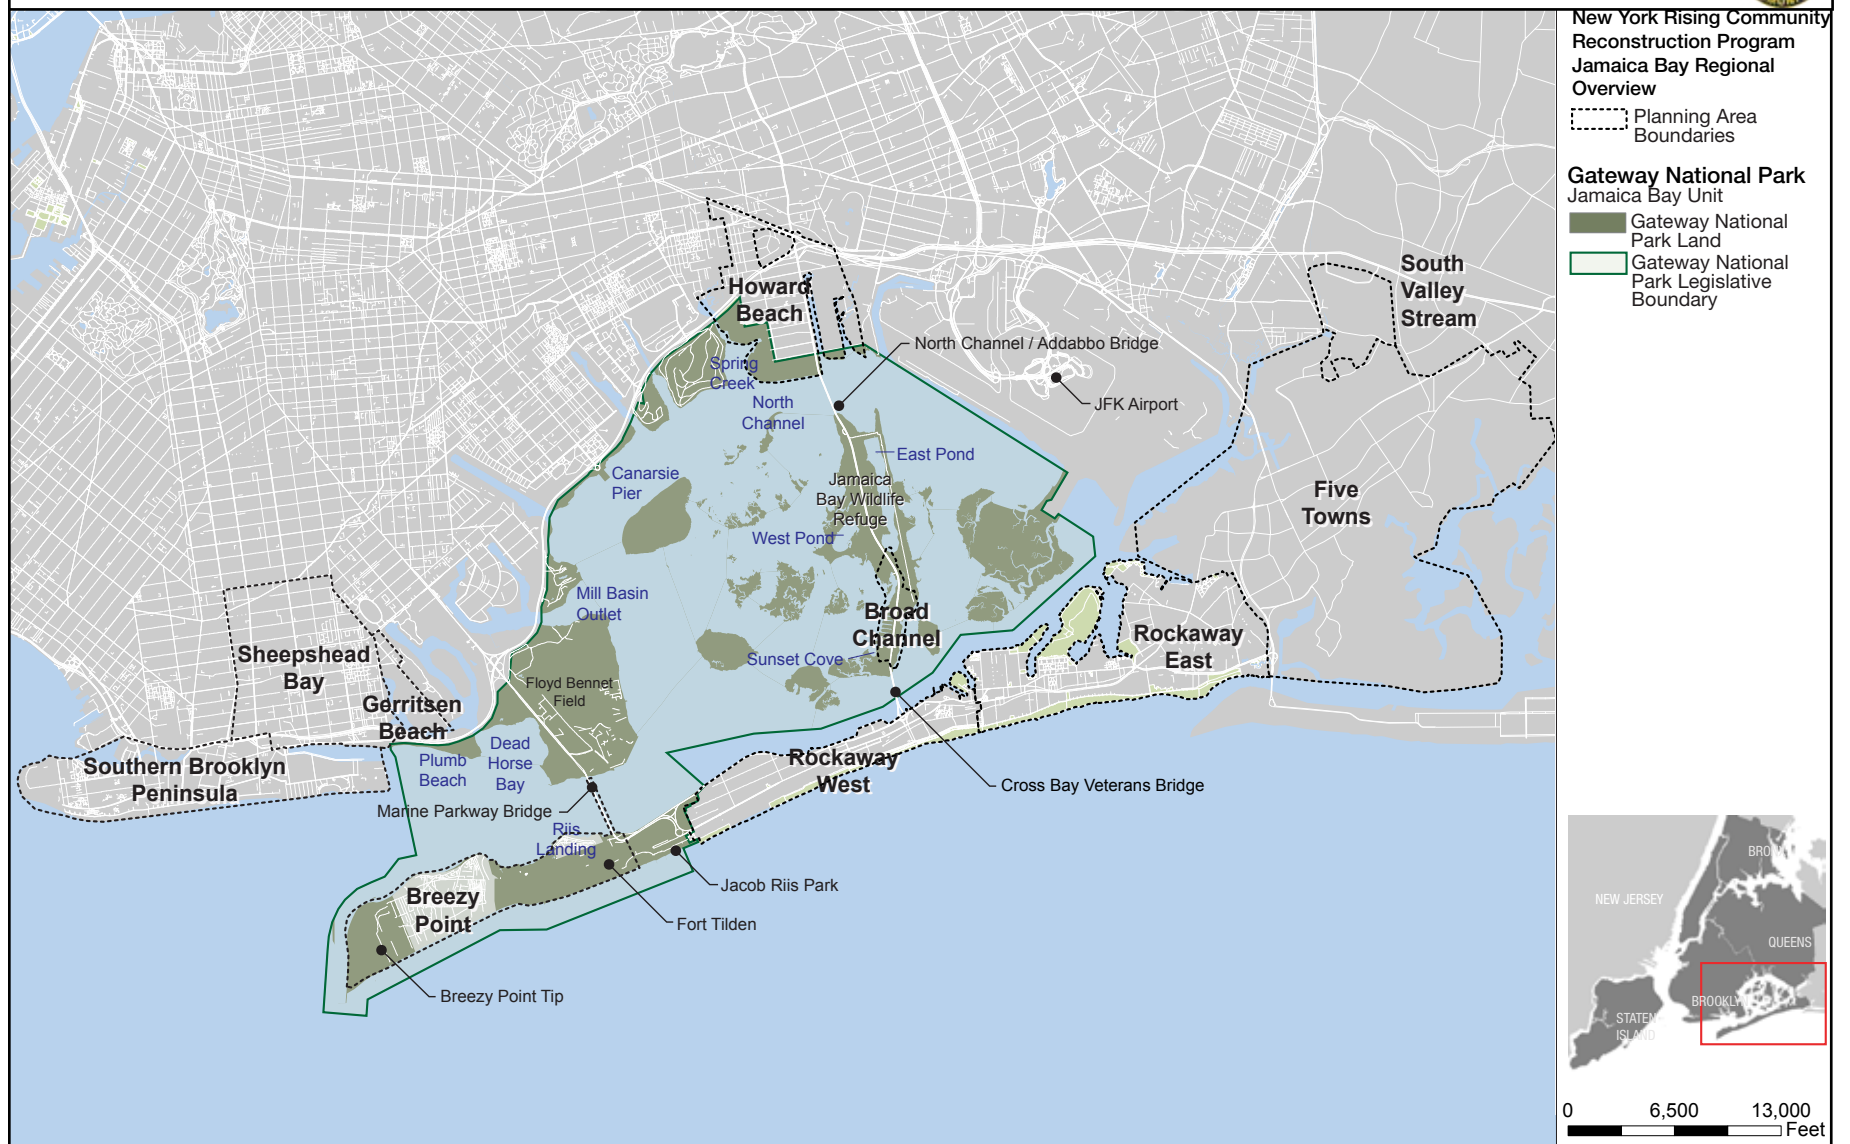 New York Rising Community
Reconstruction Program
Jamaica Bay Regional
Overview
Planning Area
Boundaries
Gateway National Park
Jamaica Bay Unit
Gateway National
Park Land
Gateway National
Park Legislative
Boundary
Howard
Beach
South
Valley
Stream
North Channel / Addabbo Bridge
Spring
Creek
JFK Airport
North
Channel
East Pond
Canarsie
Pier
Jamaica
Bay Wildlife
Refuge
Five
Towns
West Pond
Mill Basin
Outlet
Broad
Channel
Rockaway
East
Sheepshead
Bay
Sunset Cove
Floyd Bennet
Field
Gerritsen
Beach
Dead
Horse
Bay
Plumb
Beach
Southern Brooklyn
Peninsula
Rockaway
West
Cross Bay Veterans Bridge
Marine Parkway Bridge
Riis
Landing
Jacob Riis Park
Breezy
Point
Fort Tilden
Breezy Point Tip
NEW JERSEY
QUEENS
STATEN
ISLAND
0 6,500 13,000
Feet